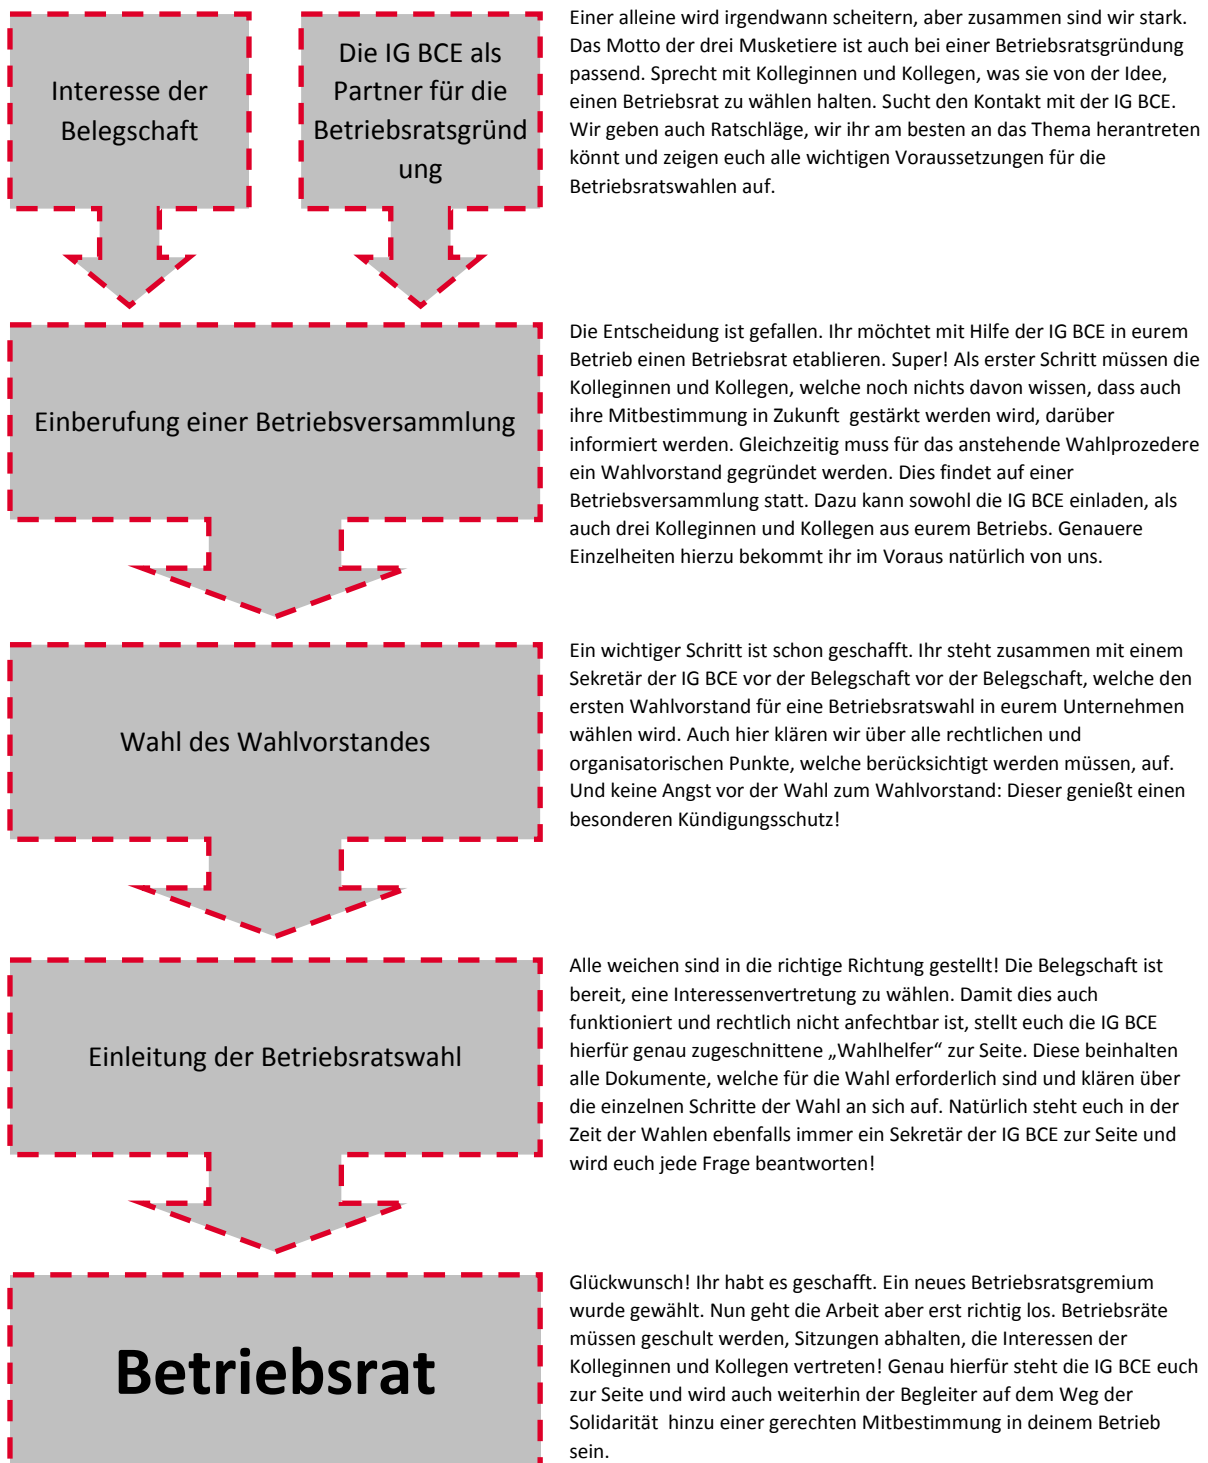 Interesse der
Belegschaft
Die IG BCE als
Partner für die
Betriebsratsgründ
ung
Einer alleine wird irgendwann scheitern, aber zusammen sind wir stark.
Das Motto der drei Musketiere ist auch bei einer Betriebsratsgründung
passend. Sprecht mit Kolleginnen und Kollegen, was sie von der Idee,
einen Betriebsrat zu wählen halten. Sucht den Kontakt mit der IG BCE.
Wir geben auch Ratschläge, wir ihr am besten an das Thema herantreten
könnt und zeigen euch alle wichtigen Voraussetzungen für die
Betriebsratswahlen auf.
Einberufung einer Betriebsversammlung
Die Entscheidung ist gefallen. Ihr möchtet mit Hilfe der IG BCE in eurem
Betrieb einen Betriebsrat etablieren. Super! Als erster Schritt müssen die
Kolleginnen und Kollegen, welche noch nichts davon wissen, dass auch
ihre Mitbestimmung in Zukunft  gestärkt werden wird, darüber
informiert werden. Gleichzeitig muss für das anstehende Wahlprozedere
ein Wahlvorstand gegründet werden. Dies findet auf einer
Betriebsversammlung statt. Dazu kann sowohl die IG BCE einladen, als
auch drei Kolleginnen und Kollegen aus eurem Betriebs. Genauere
Einzelheiten hierzu bekommt ihr im Voraus natürlich von uns.
Wahl des Wahlvorstandes
Ein wichtiger Schritt ist schon geschafft. Ihr steht zusammen mit einem
Sekretär der IG BCE vor der Belegschaft vor der Belegschaft, welche den
ersten Wahlvorstand für eine Betriebsratswahl in eurem Unternehmen
wählen wird. Auch hier klären wir über alle rechtlichen und
organisatorischen Punkte, welche berücksichtigt werden müssen, auf.
Und keine Angst vor der Wahl zum Wahlvorstand: Dieser genießt einen
besonderen Kündigungsschutz!
Einleitung der Betriebsratswahl
Alle weichen sind in die richtige Richtung gestellt! Die Belegschaft ist
bereit, eine Interessenvertretung zu wählen. Damit dies auch
funktioniert und rechtlich nicht anfechtbar ist, stellt euch die IG BCE
hierfür genau zugeschnittene „Wahlhelfer“ zur Seite. Diese beinhalten
alle Dokumente, welche für die Wahl erforderlich sind und klären über
die einzelnen Schritte der Wahl an sich auf. Natürlich steht euch in der
Zeit der Wahlen ebenfalls immer ein Sekretär der IG BCE zur Seite und
wird euch jede Frage beantworten!
Betriebsrat
Glückwunsch! Ihr habt es geschafft. Ein neues Betriebsratsgremium
wurde gewählt. Nun geht die Arbeit aber erst richtig los. Betriebsräte
müssen geschult werden, Sitzungen abhalten, die Interessen der
Kolleginnen und Kollegen vertreten! Genau hierfür steht die IG BCE euch
zur Seite und wird auch weiterhin der Begleiter auf dem Weg der
Solidarität  hinzu einer gerechten Mitbestimmung in deinem Betrieb
sein.